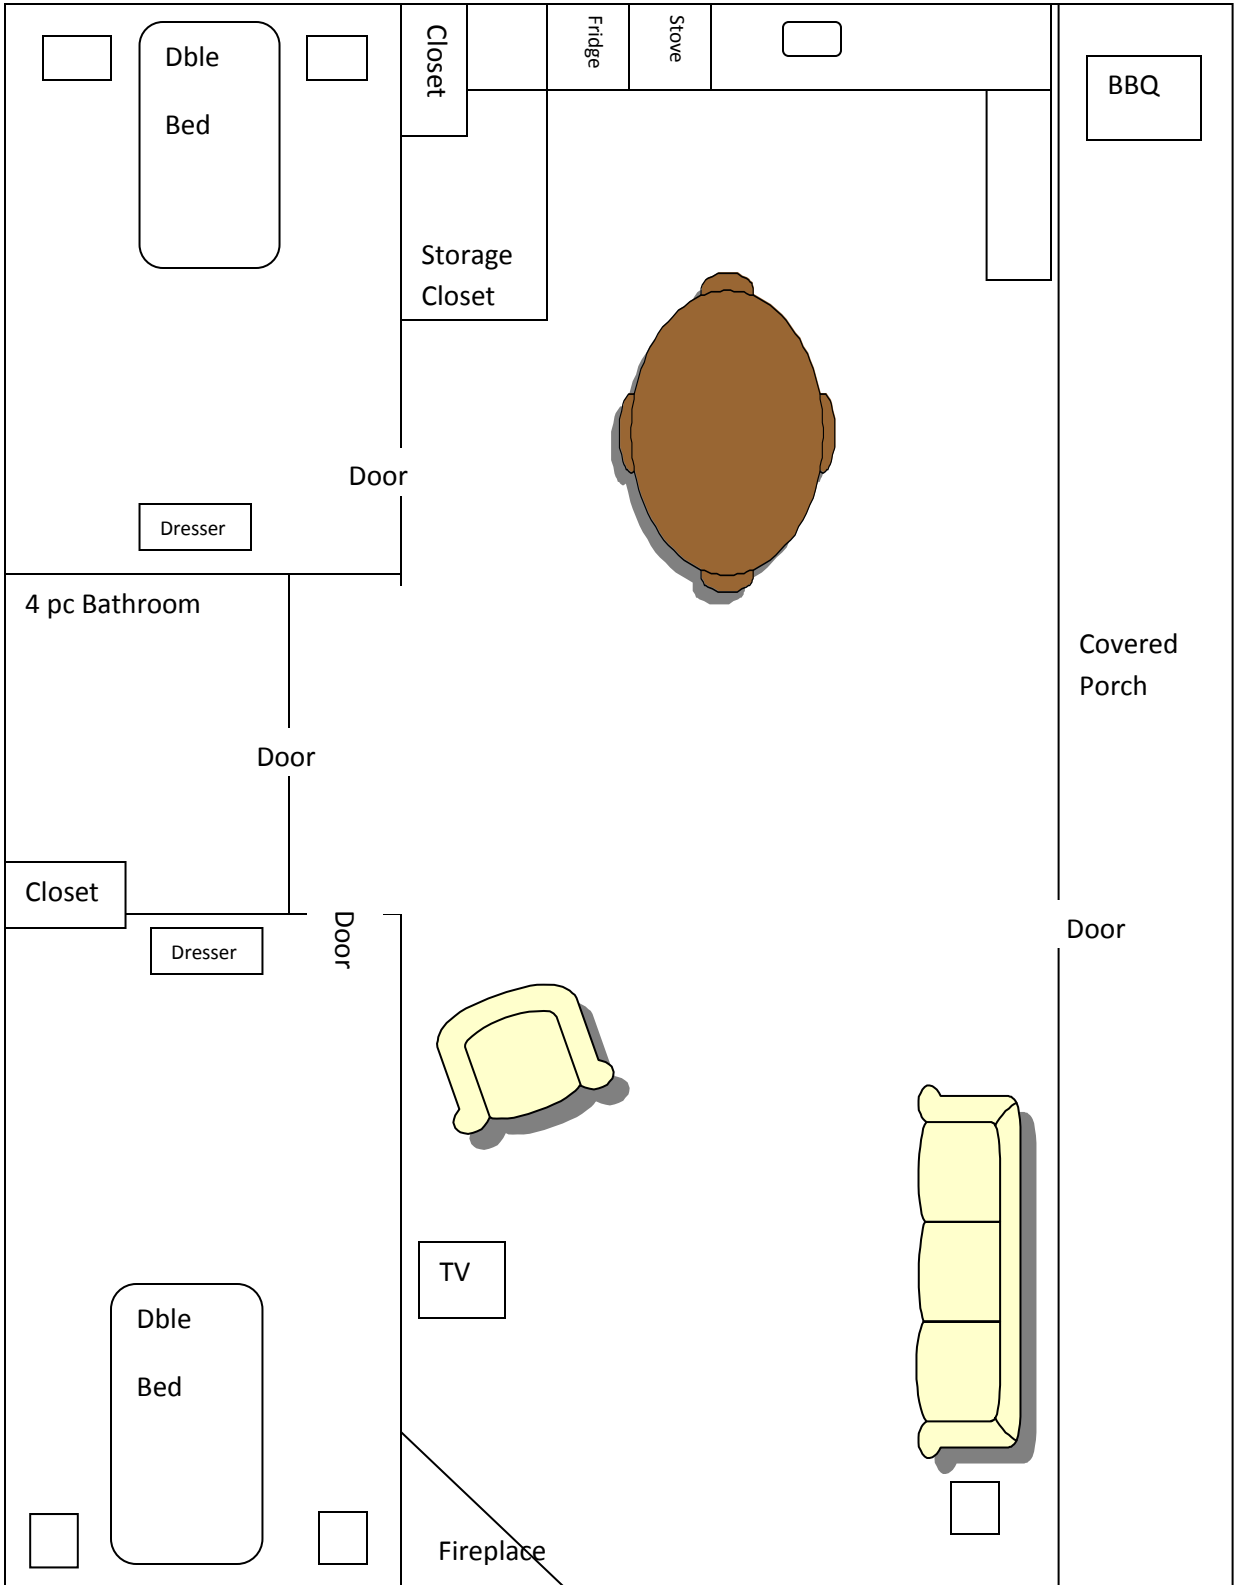 Dble
Bed
Closet
Fridge
Stove
BBQ
Storage
Closet
Door
Dresser
4 pc Bathroom
Covered
Porch
Door
Closet
Door
Door
Dresser
TV
Dble
Bed
Fireplace